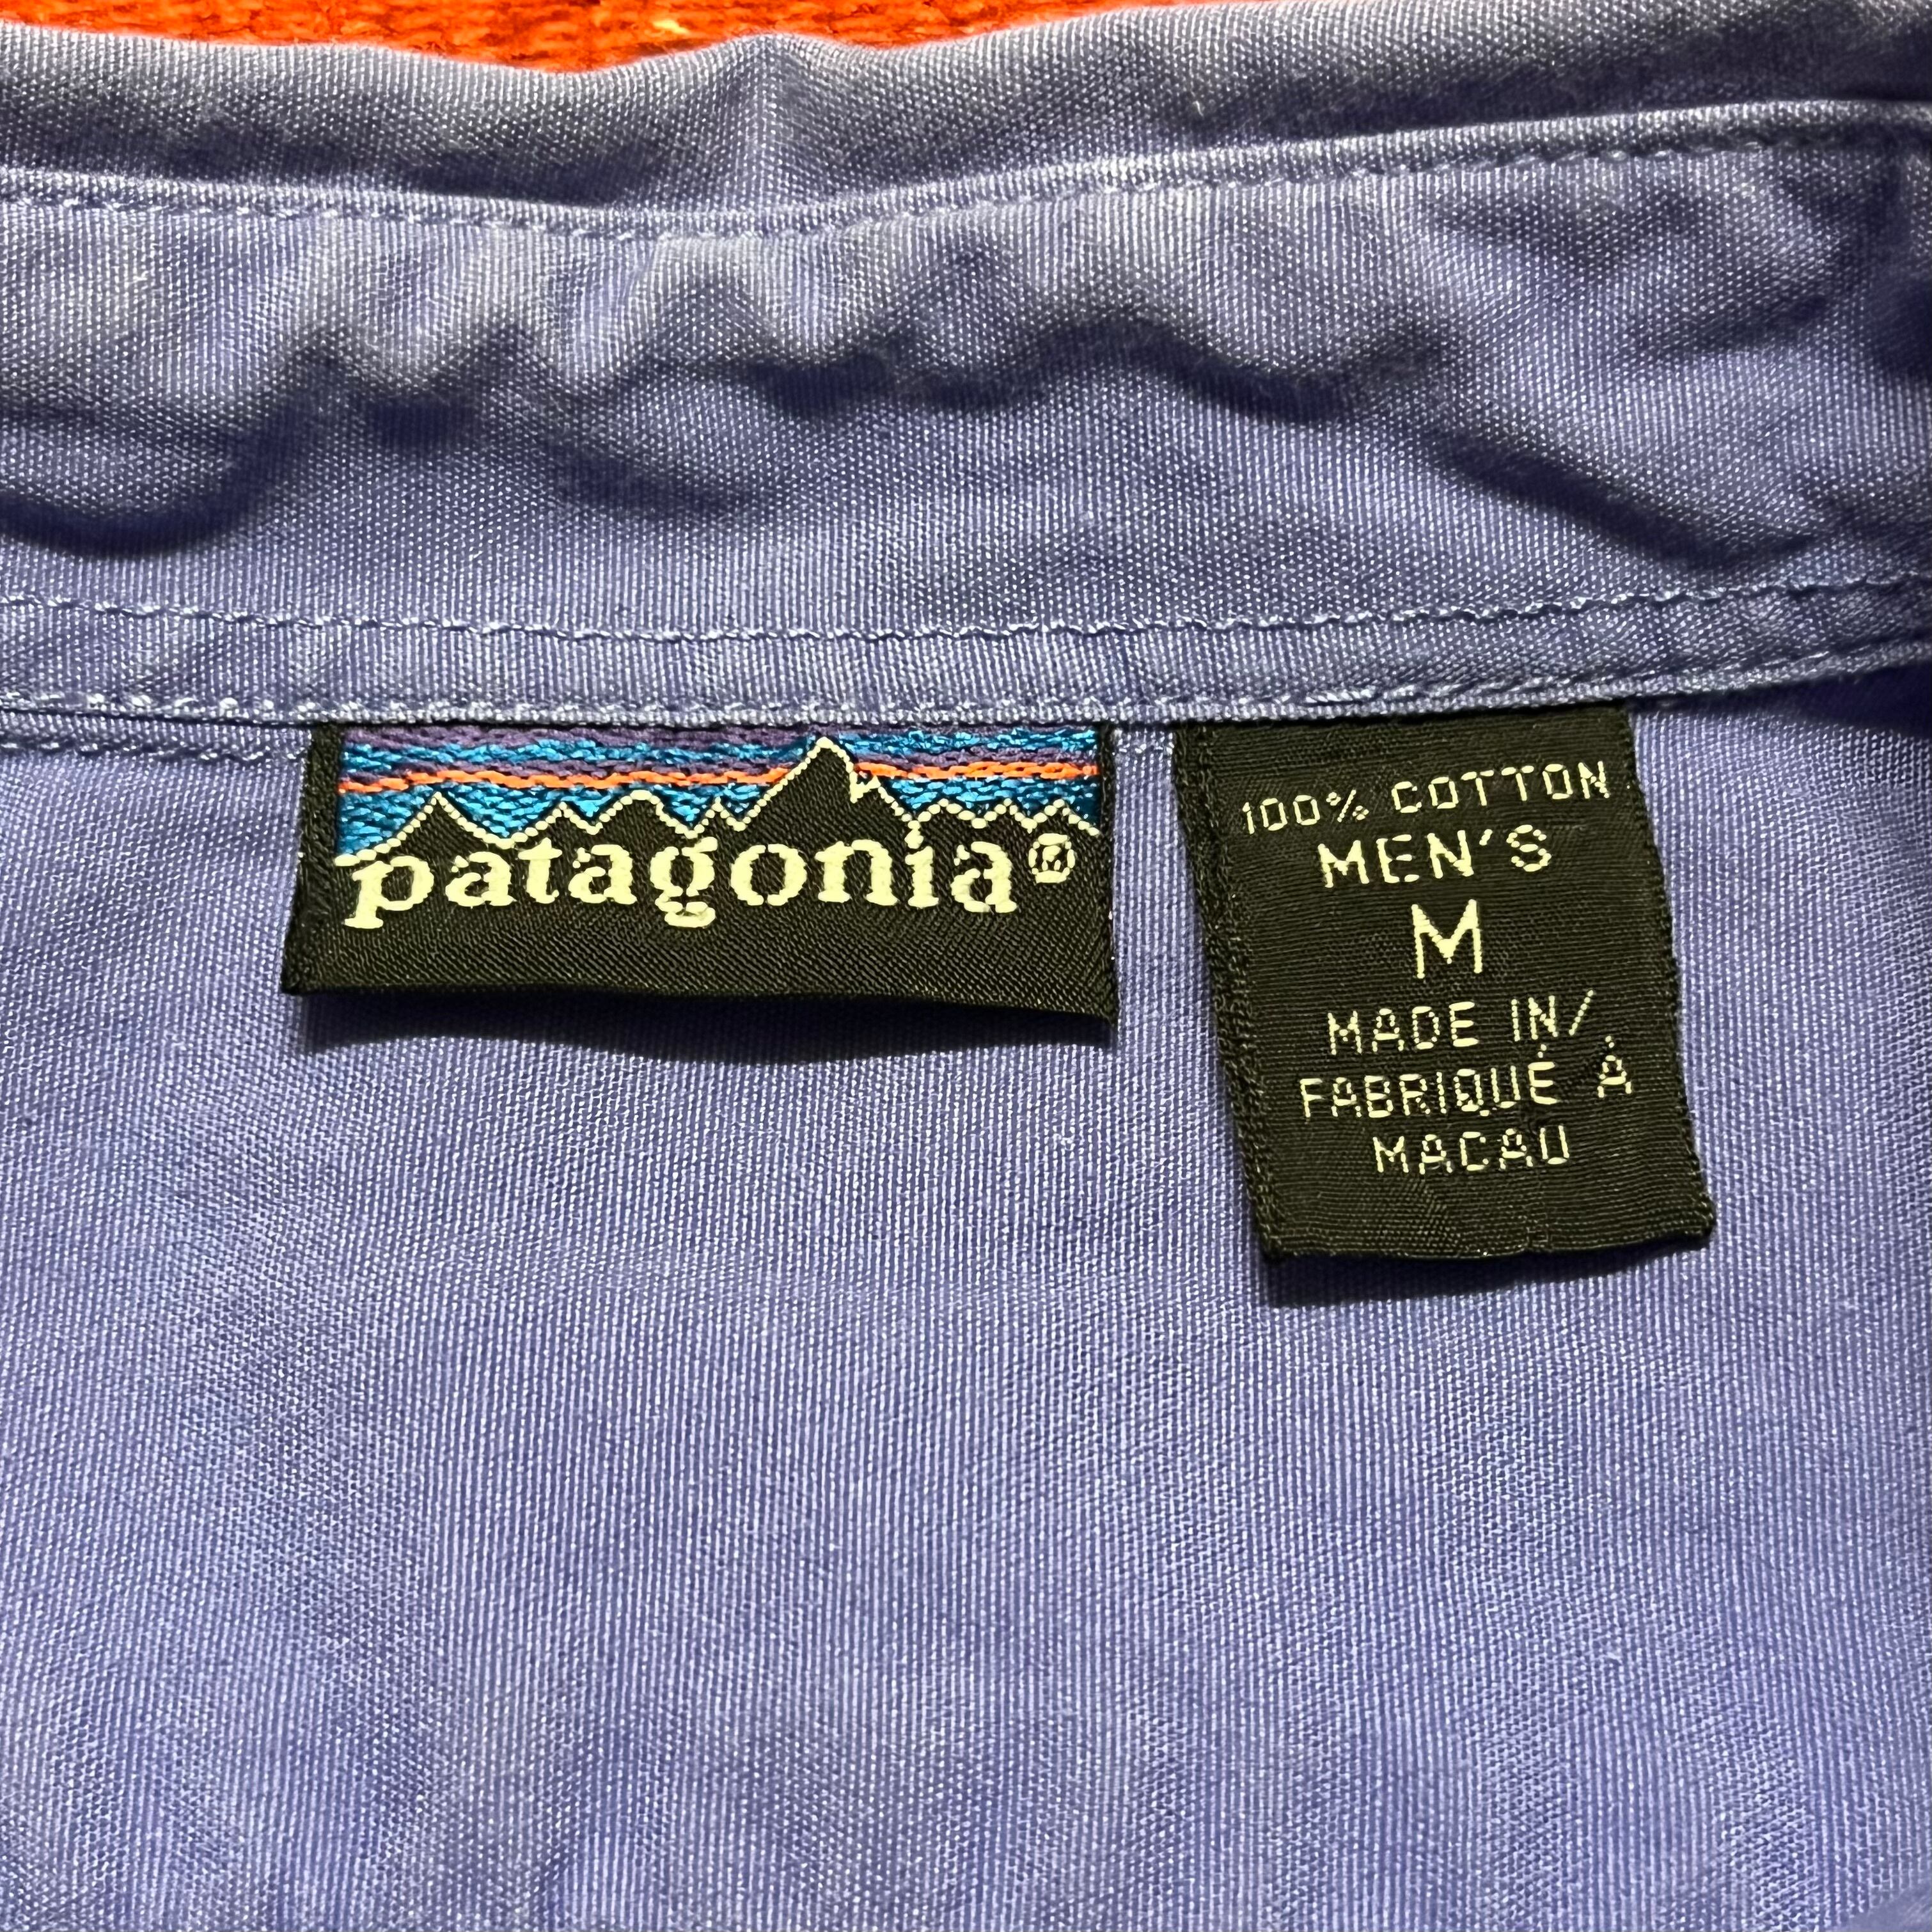 patagonia®
100% COTTON
MEN'S
M
MADE IN/
FABRIQUÉ À
MACAU